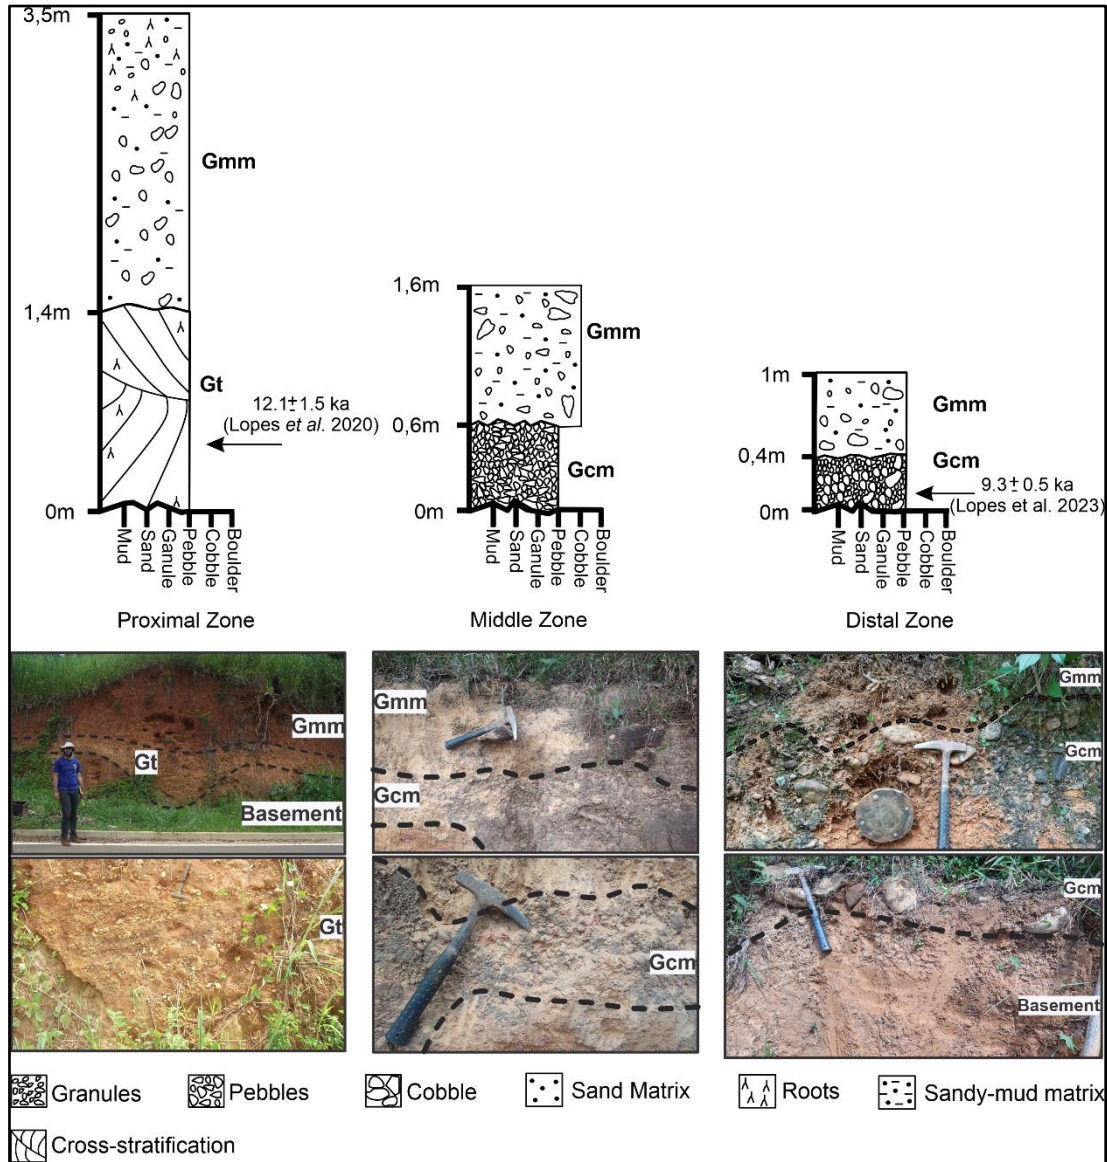 3,5m
Gmm
1,4m
Gt
12.1±1.5 ka
(Lopes et al. 2020)
0m
Mud
Sand
Ganule
Pebble
Cobble
Boulder
Proximal Zone
1,6m
Gmm
0,6m
Gcm
0m
Mud
Sand
Ganule
Pebble
Cobble
Boulder
Middle Zone
1m
Gmm
0,4m
Gcm
9.3±0.5 ka
(Lopes et al. 2023)
0m
Mud
Sand
Ganule
Pebble
Cobble
Boulder
Distal Zone
Gmm
Gt
Basement
Gmm
Gcm
Gmm
Gcm
Gt
Gcm
Gcm
Basement
Granules
Pebbles
Cobble
Sand Matrix
Roots
Sandy-mud matrix
Cross-stratification